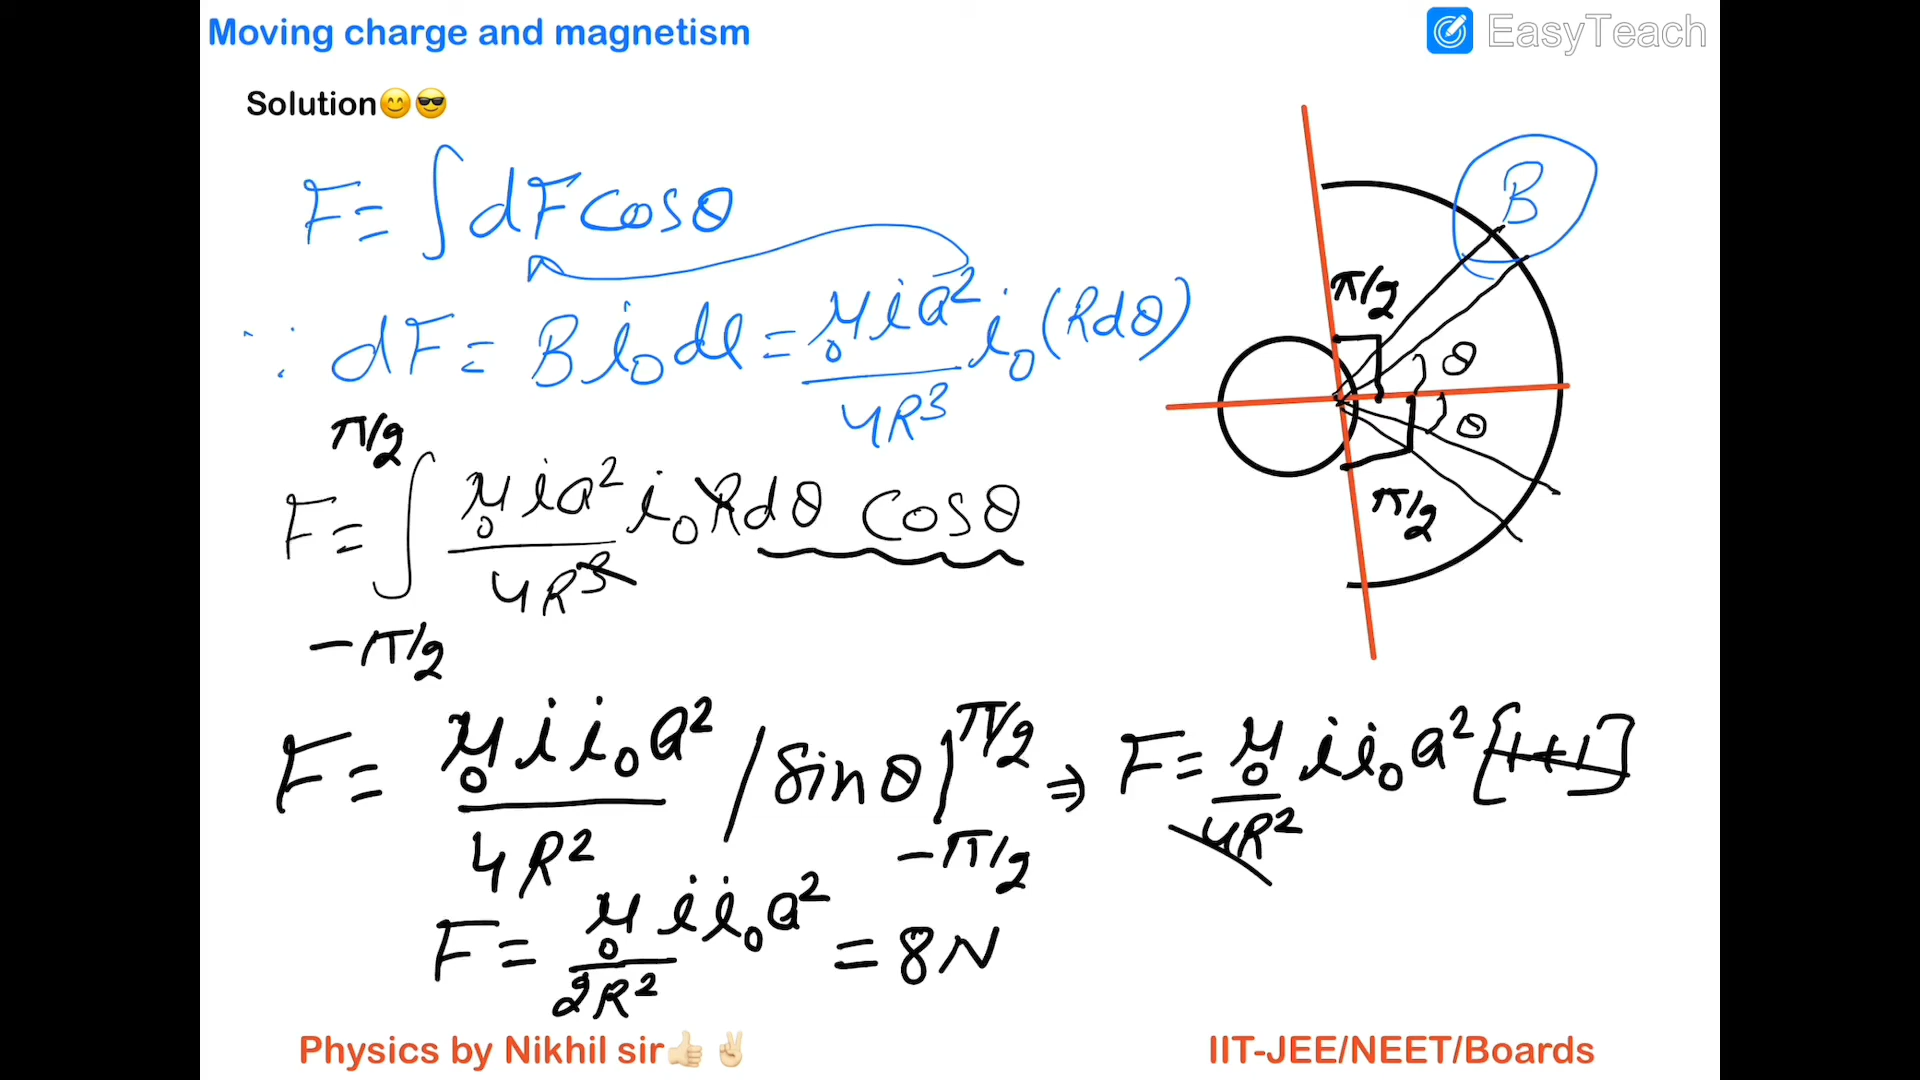 Moving charge and magnetism
EasyTeach
Solution😊😎
F = ∫ dF cosθ
∵ dF = B i₀ dl = μ₀ i a² / 4R³ i₀ (Rdθ)
F = ∫ from -π/2 to π/2 μ₀ i a² / 4R³ i₀ R dθ cosθ
F = μ₀ i i₀ a² / 4R² |sinθ| from -π/2 to π/2 ⇒ F = μ₀ / 4R² i i₀ a² [1+1]
F = μ₀ i i₀ a² / 2R² = 8N
B
π/2
θ
θ
π/2
Physics by Nikhil sir👍🏻✌🏻
IIT-JEE/NEET/Boards